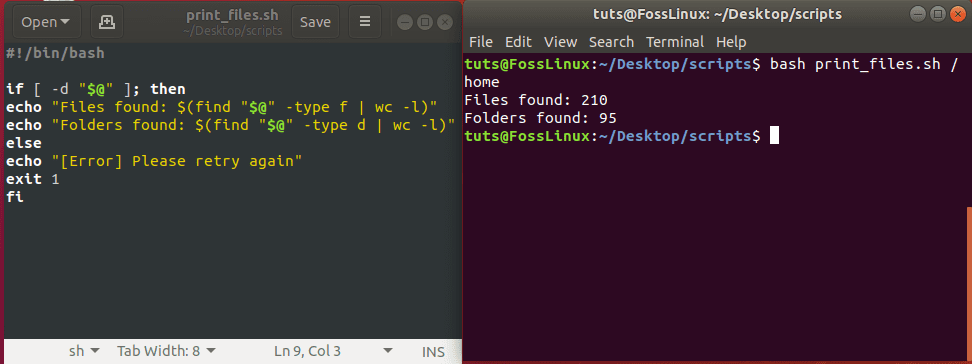 Open
print_files.sh
~/Desktop/scripts
Save
#!/bin/bash
if [ -d "$@" ]; then
echo "Files found: $(find "$@" -type f | wc -l)"
echo "Folders found: $(find "$@" -type d | wc -l)"
else
echo "[Error] Please retry again"
exit 1
fi
sh
Tab Width: 8
Ln 9, Col 3
INS
tuts@FossLinux: ~/Desktop/scripts
File Edit View Search Terminal Help
tuts@FossLinux:~/Desktop/scripts$ bash print_files.sh /
home
Files found: 210
Folders found: 95
tuts@FossLinux:~/Desktop/scripts$